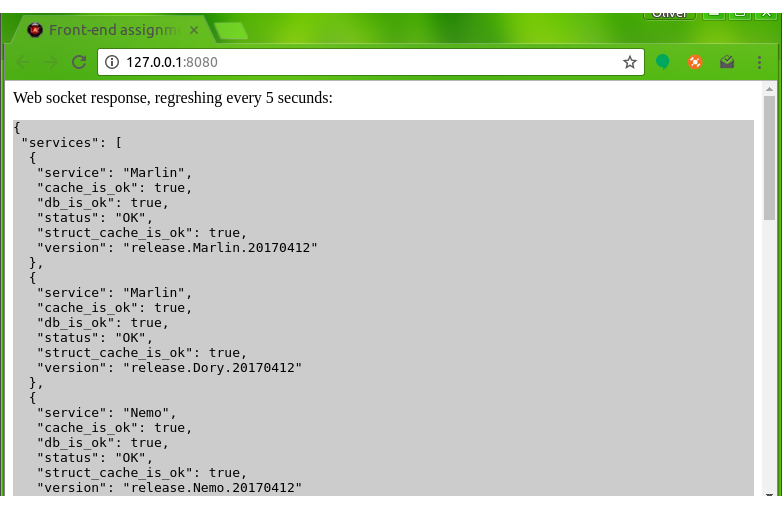 Oliver
Front-end assignm
127.0.0.1:8080
Web socket response, regreshing every 5 secunds:
{
"services": [
{
"service": "Marlin",
"cache_is_ok": true,
"db_is_ok": true,
"status": "OK",
"struct_cache_is_ok": true,
"version": "release.Marlin.20170412"
},
{
"service": "Marlin",
"cache_is_ok": true,
"db_is_ok": true,
"status": "OK",
"struct_cache_is_ok": true,
"version": "release.Dory.20170412"
},
{
"service": "Nemo",
"cache_is_ok": true,
"db_is_ok": true,
"status": "OK",
"struct_cache_is_ok": true,
"version": "release.Nemo.20170412"